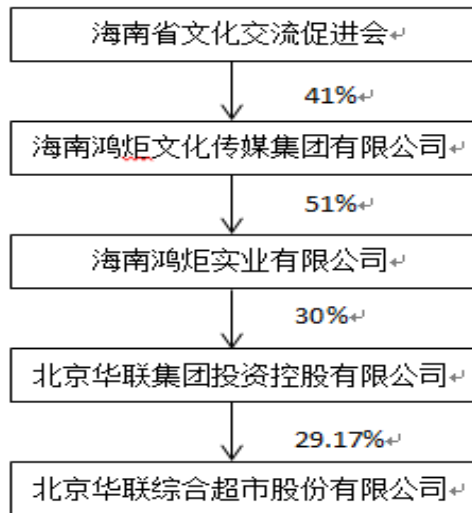 海南省文化交流促进会
41%
海南鸿炬文化传媒集团有限公司
51%
海南鸿炬实业有限公司
30%
北京华联集团投资控股有限公司
29.17%
北京华联综合超市股份有限公司